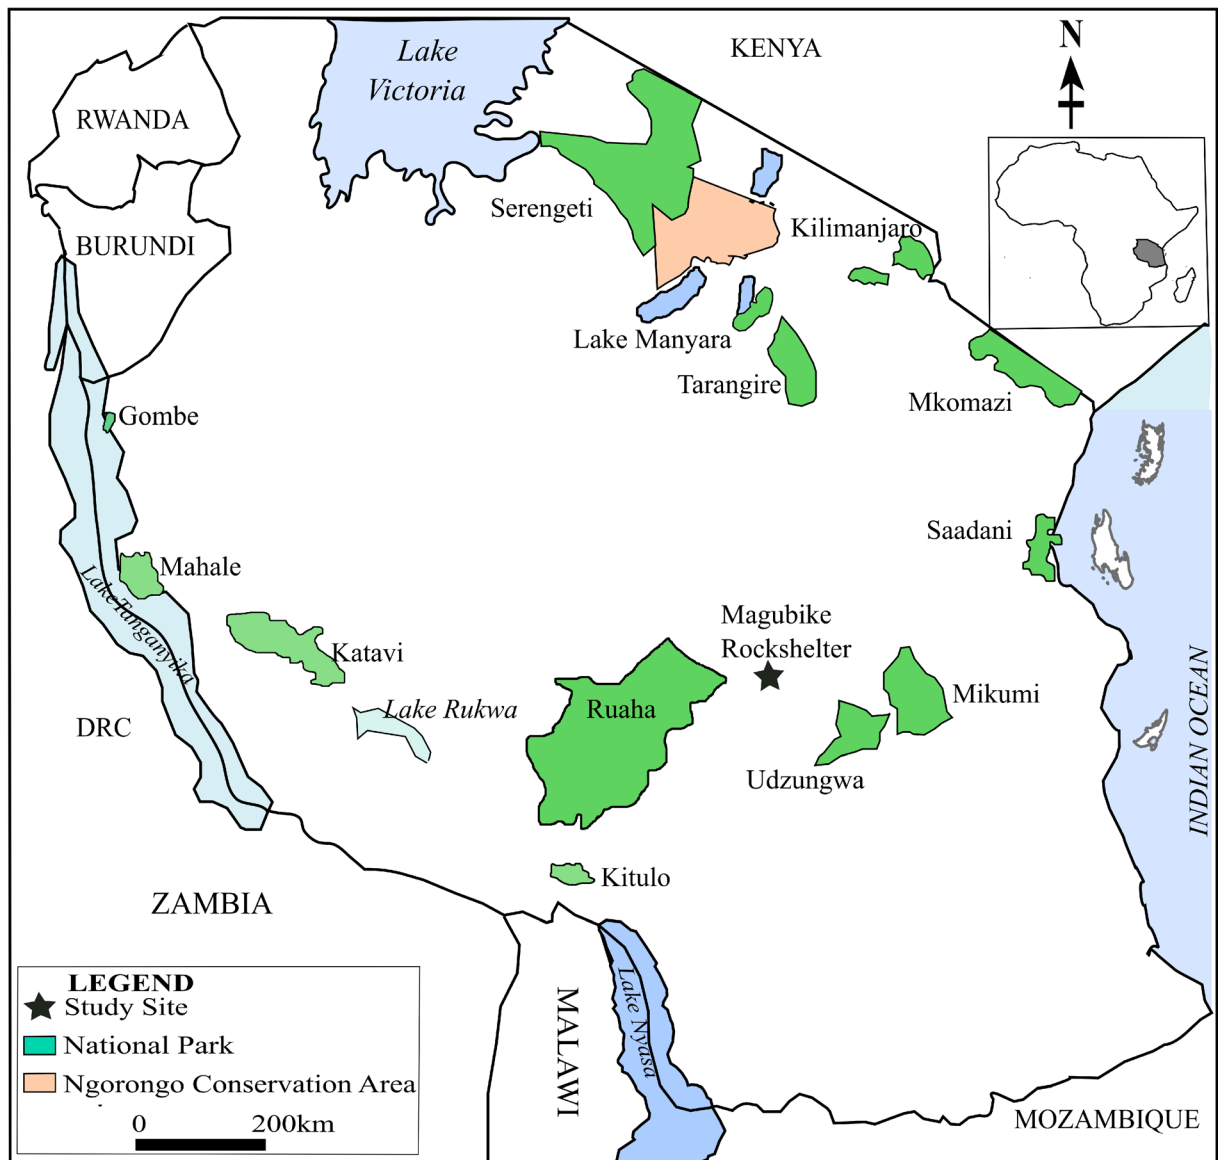 Lake
Victoria
KENYA
N
RWANDA
BURUNDI
Serengeti
Kilimanjaro
Lake Manyara
Tarangire
Mkomazi
Gombe
Saadani
Mahale
Lake Tanganyika
Katavi
Magubike
Rockshelter
Lake Rukwa
Ruaha
Mikumi
DRC
Udzungwa
INDIAN OCEAN
Kitulo
ZAMBIA
LEGEND
Study Site
National Park
Ngorongo Conservation Area
0 200km
MALAWI
Lake Nyasa
MOZAMBIQUE